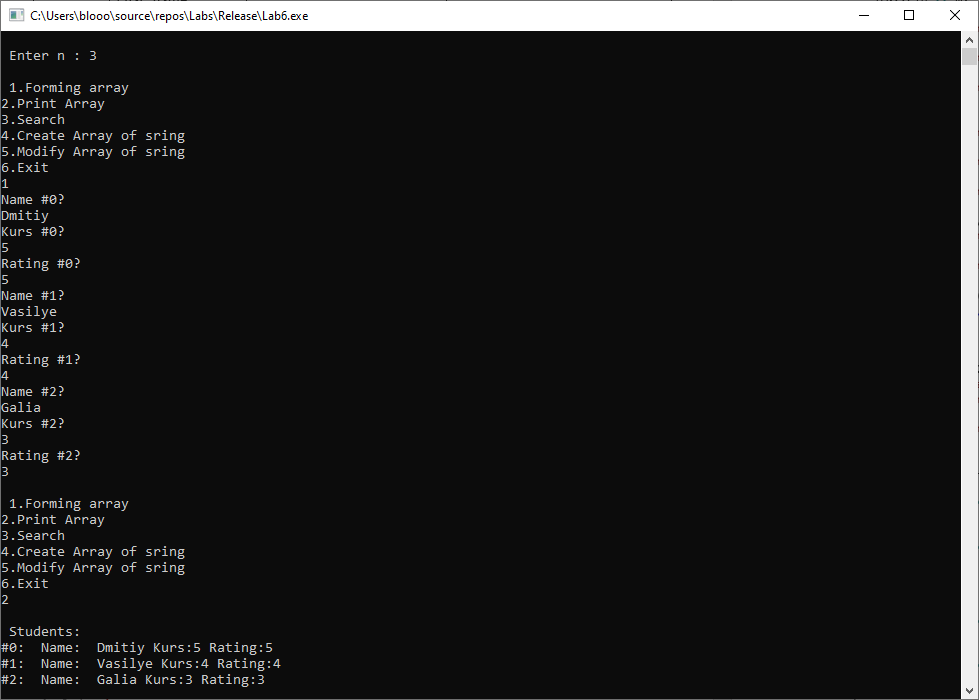 C:\Users\blooo\source\repos\Labs\Release\Lab6.exe
Enter n : 3
1.Forming array
2.Print Array
3.Search
4.Create Array of sring
5.Modify Array of sring
6.Exit
1
Name #0?
Dmitiy
Kurs #0?
5
Rating #0?
5
Name #1?
Vasilye
Kurs #1?
4
Rating #1?
4
Name #2?
Galia
Kurs #2?
3
Rating #2?
3
1.Forming array
2.Print Array
3.Search
4.Create Array of sring
5.Modify Array of sring
6.Exit
2
Students:
#0:  Name:  Dmitiy Kurs:5 Rating:5
#1:  Name:  Vasilye Kurs:4 Rating:4
#2:  Name:  Galia Kurs:3 Rating:3